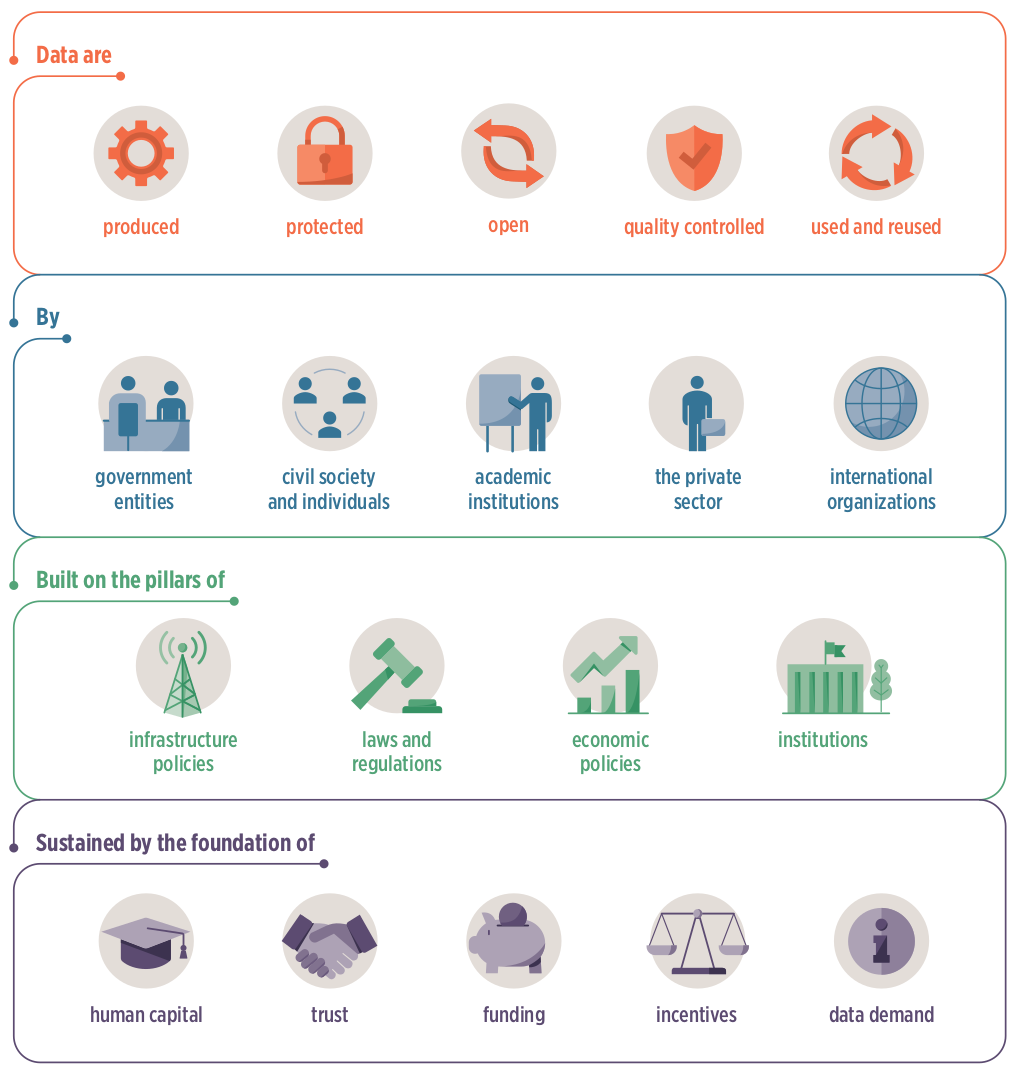 Data are
produced
protected
open
quality controlled
used and reused
By
government
entities
civil society
and individuals
academic
institutions
the private
sector
international
organizations
Built on the pillars of
infrastructure
policies
laws and
regulations
economic
policies
institutions
Sustained by the foundation of
human capital
trust
funding
incentives
data demand